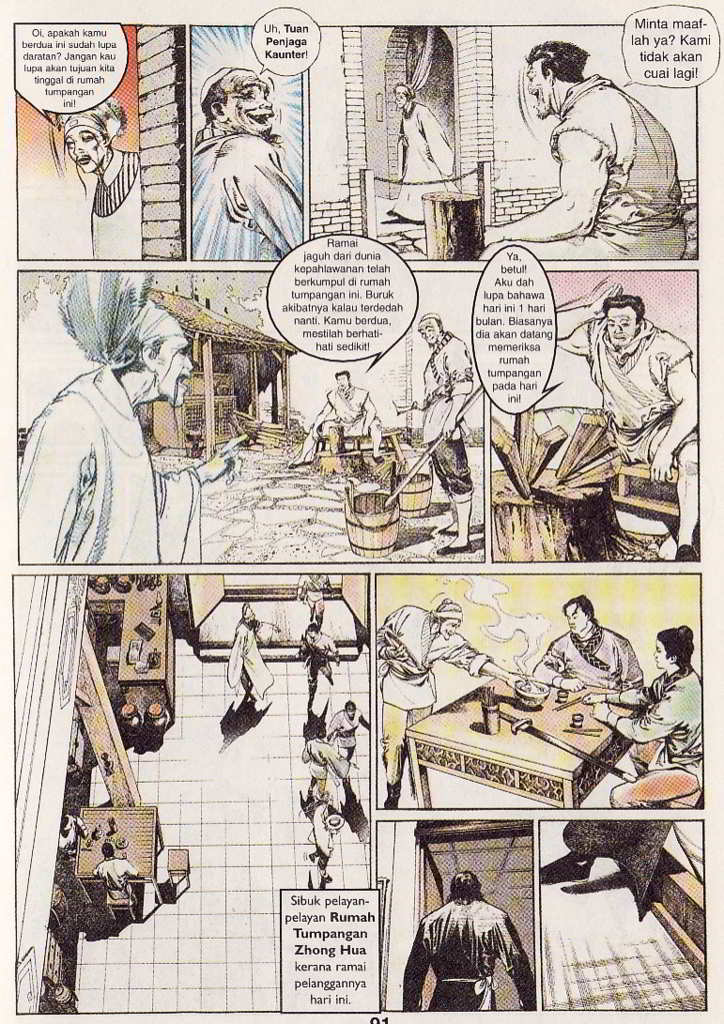 Oi, apakah kamu
berdua ini sudah lupa
daratan? Jangan kau
lupa akan tujuan kita
tinggal di rumah
tumpangan
ini!
Uh, Tuan
Penjaga
Kaunter!
Minta maaf-
lah ya? Kami
tidak akan
cuai lagi!
Ramai
jaguh dari dunia
kepahlawanan telah
berkumpul di rumah
tumpangan ini. Buruk
akibatnya kalau terdedah
nanti. Kamu berdua,
mestilah berhati-
hati sedikit!
Ya,
betul!
Aku dah
lupa bahawa
hari ini 1 hari
bulan. Biasanya
dia akan datang
memeriksa
rumah
tumpangan
pada hari
ini!
Sibuk pelayan-
pelayan Rumah
Tumpangan
Zhong Hua
kerana ramai
pelanggannya
hari ini.
91